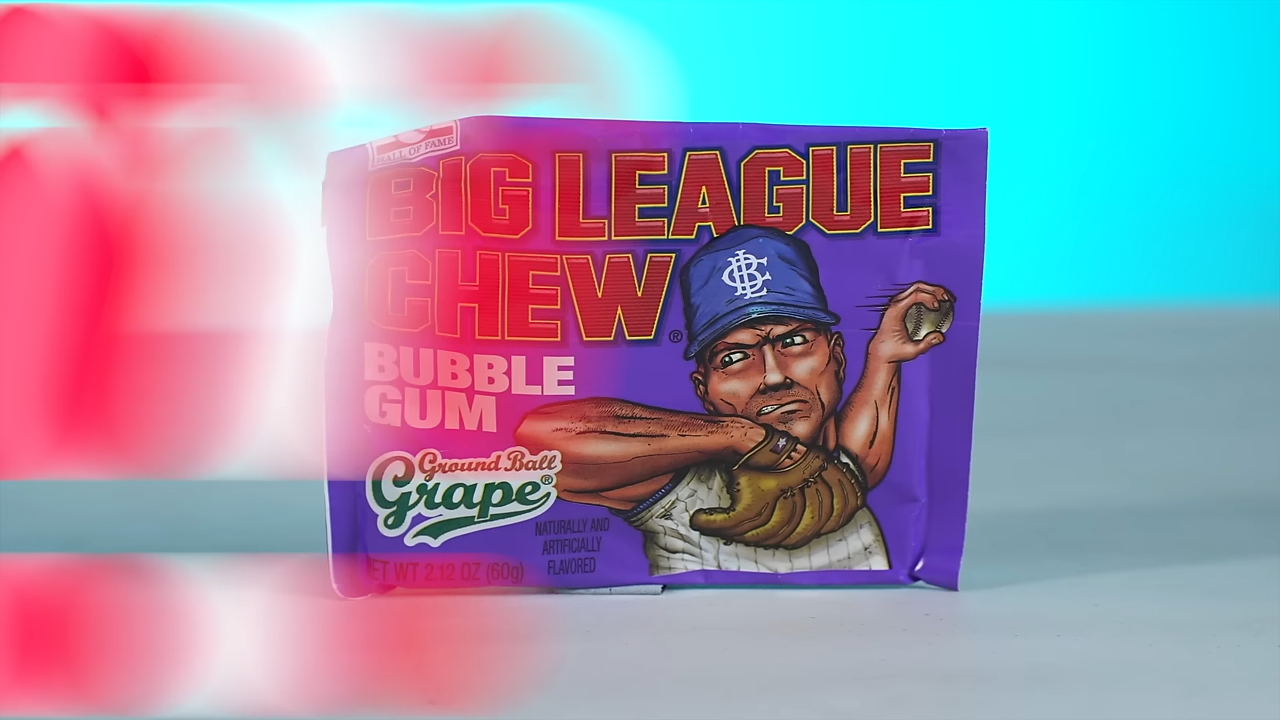 HALL OF FAME
BIG LEAGUE
CHEW®
BUBBLE
GUM
Ground Ball
Grape®
NATURALLY AND
ARTIFICIALLY
FLAVORED
ET WT 2.12 OZ (60g)